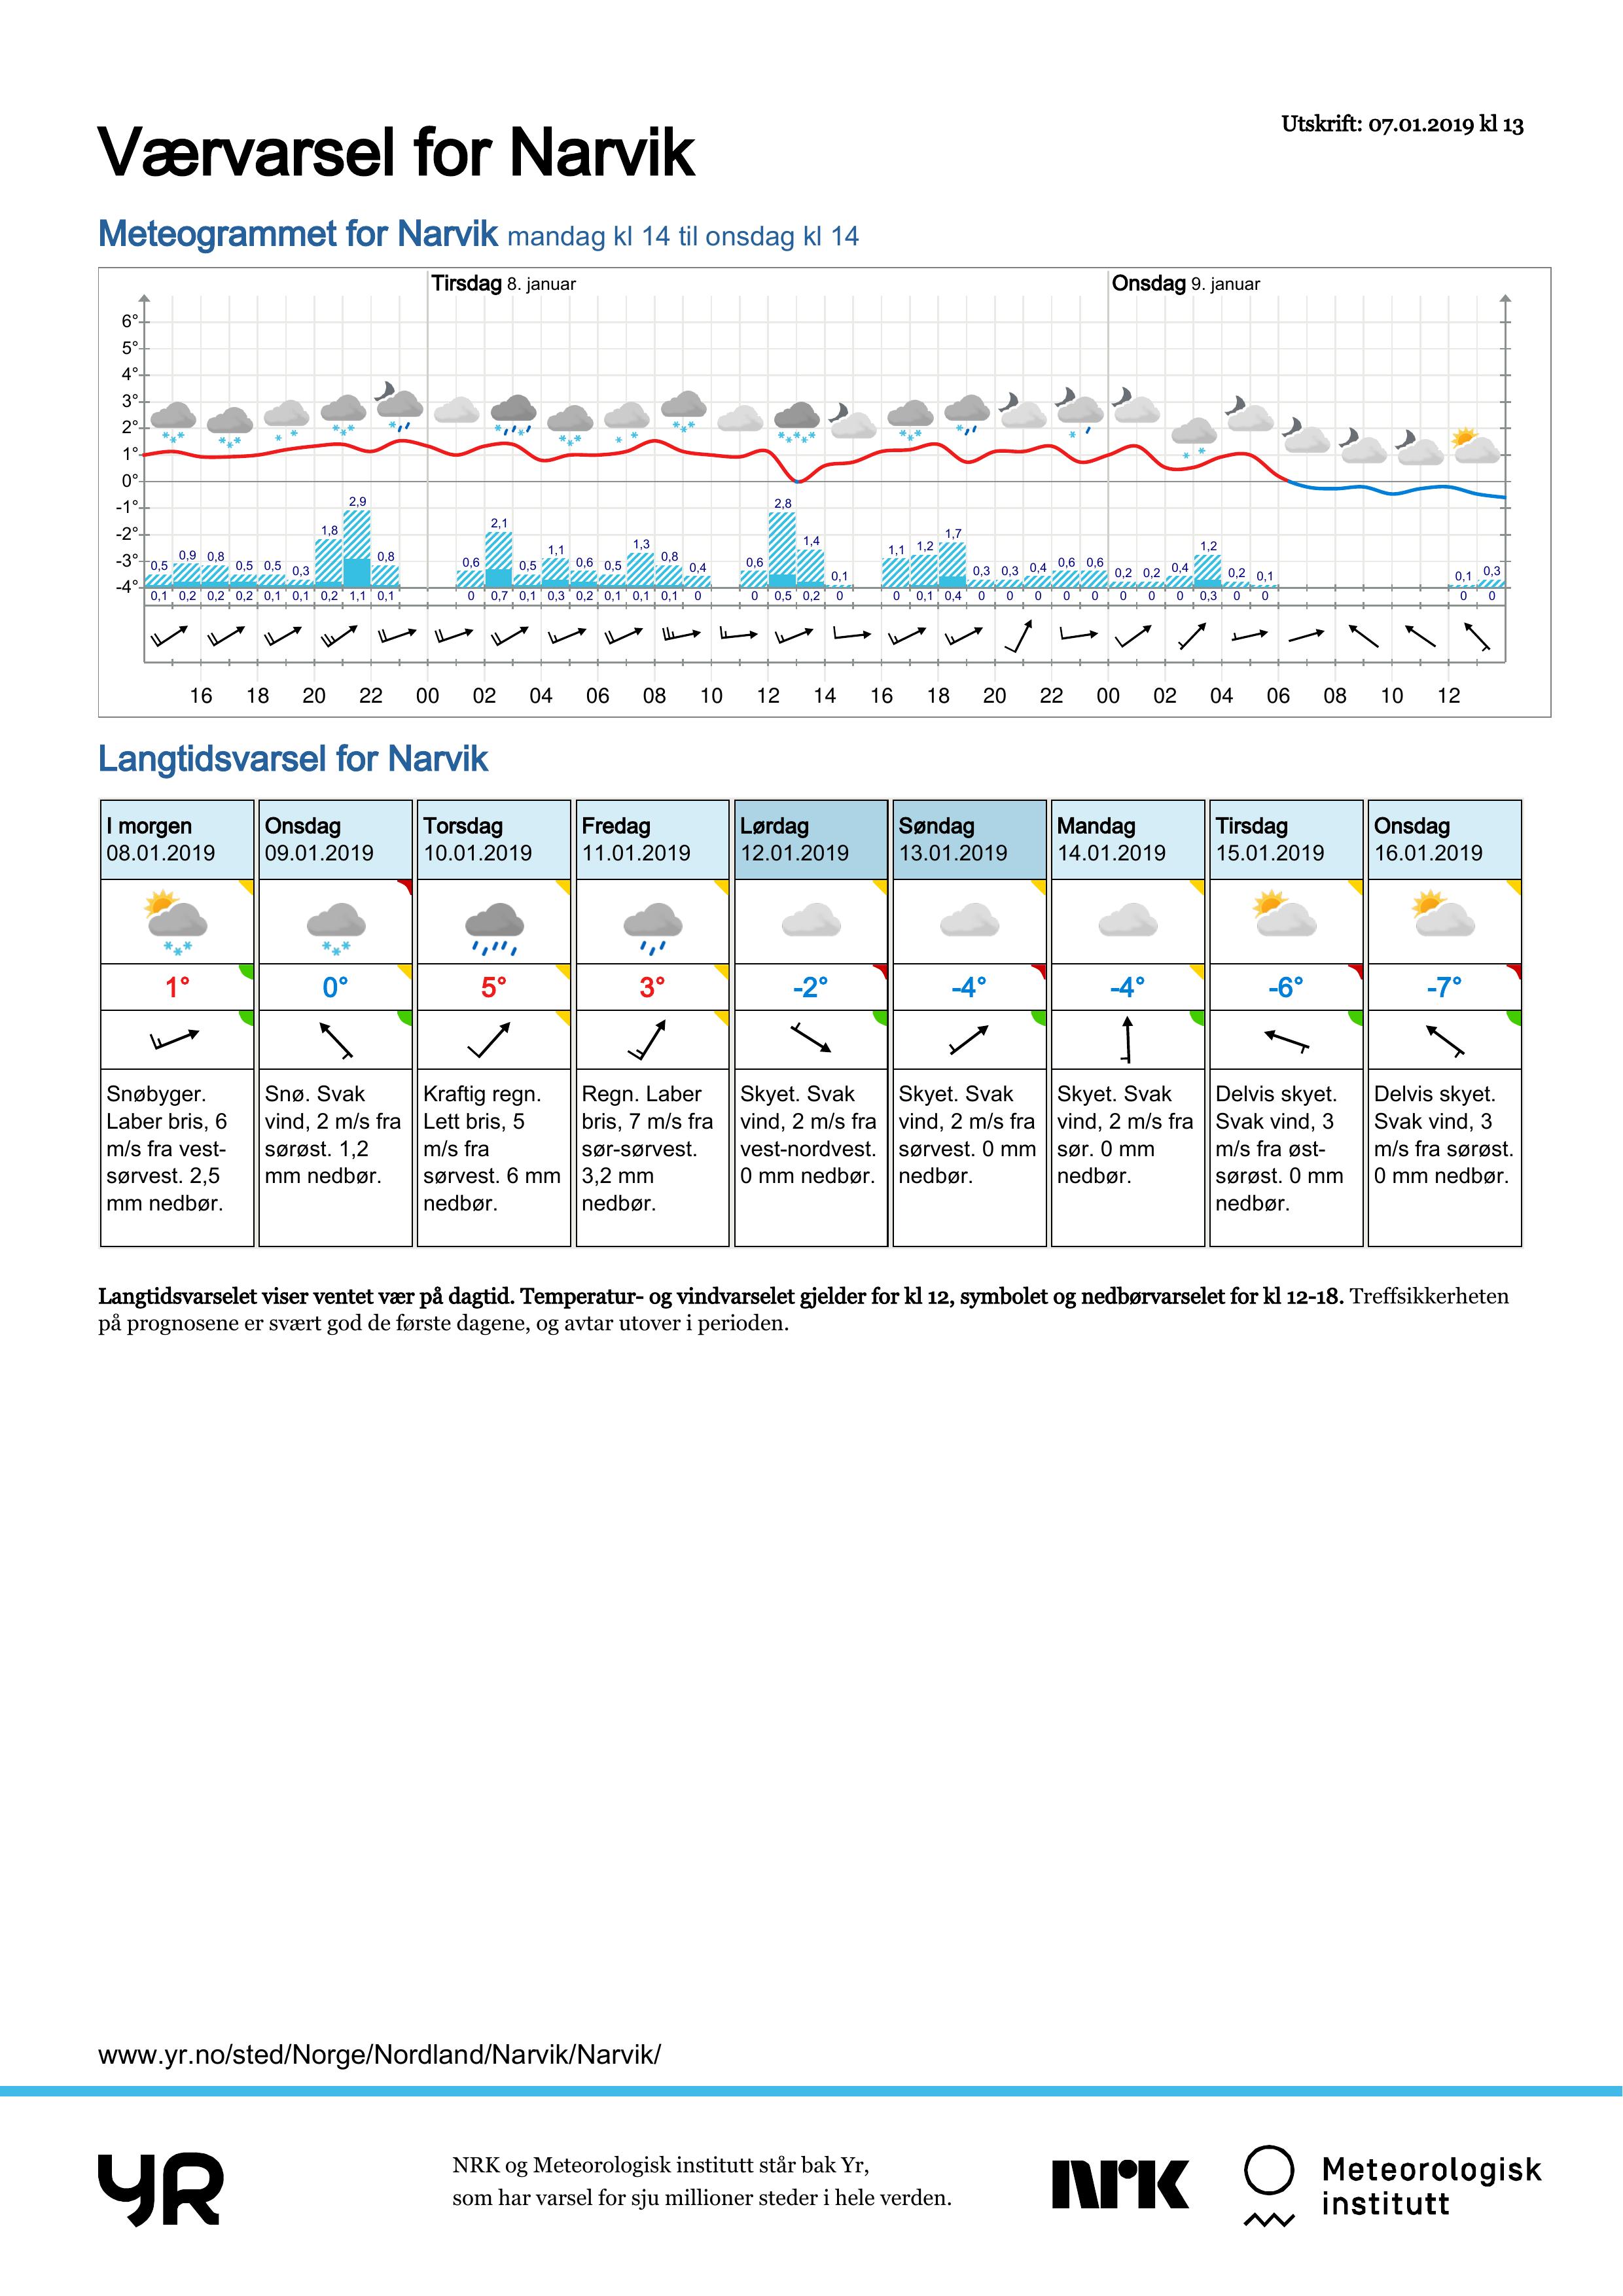 Utskrift: 07.01.2019 kl 13
Værvarsel for Narvik
Meteogrammet for Narvik mandag kl 14 til onsdag kl 14
Tirsdag 8. januar Onsdag 9. januar
6°
5°
4°
3°
2°
1°
0°
-1°
-2°
-3°
-4°
0,5 0,9 0,8 0,5 0,5 0,3 1,8 2,9 0,8 0,6 2,1 0,5 1,1 0,6 0,5 1,3 0,8 0,4 0,6 2,8 1,4 0,1 1,1 1,2 1,7 0,3 0,3 0,4 0,6 0,6 0,2 0,2 0,4 1,2 0,2 0,1 0,1 0,3
0,1 0,2 0,2 0,2 0,1 0,1 0,2 1,1 0,1 0 0,7 0,1 0,3 0,2 0,1 0,1 0,1 0 0 0,5 0,2 0 0 0,1 0,4 0 0 0 0 0 0 0 0 0,3 0 0 0 0
16 18 20 22 00 02 04 06 08 10 12 14 16 18 20 22 00 02 04 06 08 10 12
Langtidsvarsel for Narvik
I morgen Onsdag Torsdag Fredag Lørdag Søndag Mandag Tirsdag Onsdag
08.01.2019 09.01.2019 10.01.2019 11.01.2019 12.01.2019 13.01.2019 14.01.2019 15.01.2019 16.01.2019
1° 0° 5° 3° -2° -4° -4° -6° -7°
Snøbyger.
Laber bris, 6
m/s fra vest-
sørvest. 2,5
mm nedbør.
Snø. Svak
vind, 2 m/s fra
sørøst. 1,2
mm nedbør.
Kraftig regn.
Lett bris, 5
m/s fra
sørvest. 6 mm
nedbør.
Regn. Laber
bris, 7 m/s fra
sør-sørvest.
3,2 mm
nedbør.
Skyet. Svak
vind, 2 m/s fra
vest-nordvest.
0 mm nedbør.
Skyet. Svak
vind, 2 m/s fra
sørvest. 0 mm
nedbør.
Skyet. Svak
vind, 2 m/s fra
sør. 0 mm
nedbør.
Delvis skyet.
Svak vind, 3
m/s fra øst-
sørøst. 0 mm
nedbør.
Delvis skyet.
Svak vind, 3
m/s fra sørøst.
0 mm nedbør.
Langtidsvarselet viser ventet vær på dagtid. Temperatur- og vindvarselet gjelder for kl 12, symbolet og nedbørvarselet for kl 12-18. Treffsikkerheten
på prognosene er svært god de første dagene, og avtar utover i perioden.
www.yr.no/sted/Norge/Nordland/Narvik/Narvik/
YR
NRK og Meteorologisk institutt står bak Yr,
som har varsel for sju millioner steder i hele verden.
NRK
Meteorologisk
institutt